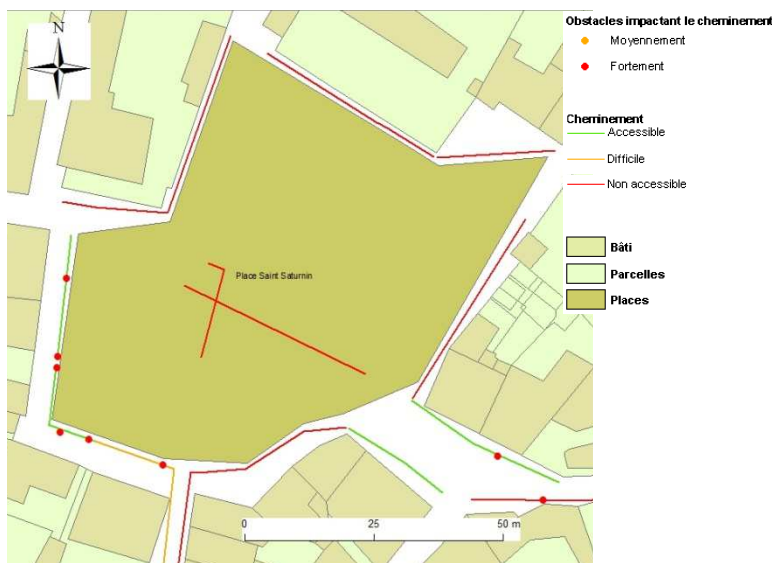 N
Obstacles impactant le cheminement
Moyennement
Fortement
Cheminement
Accessible
Difficile
Non accessible
Bâti
Parcelles
Places
Place Saint Saturnin
0 25 50 m